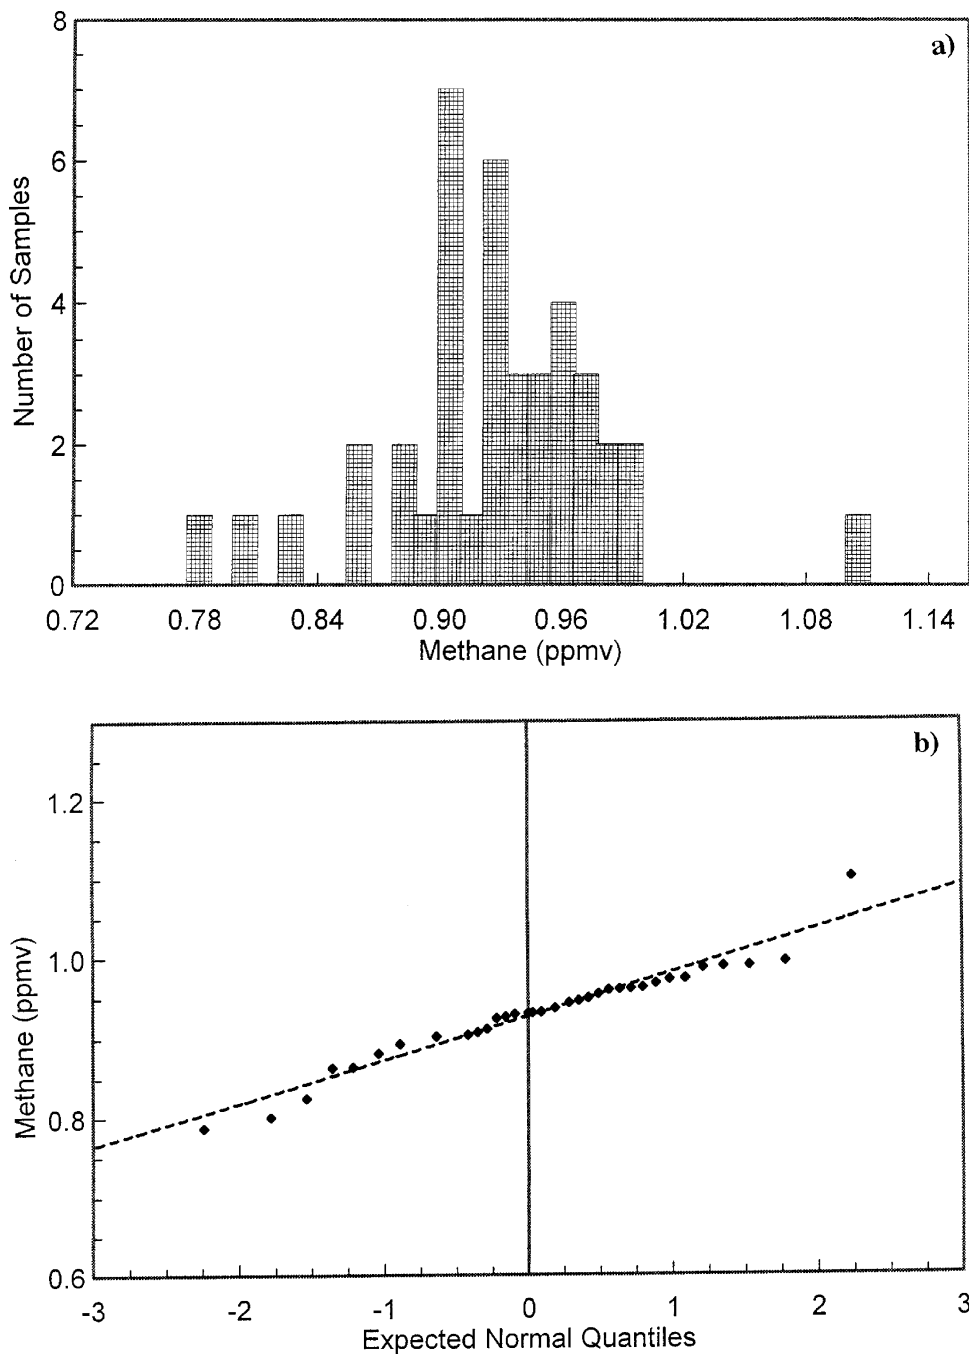 a)
8
6
4
2
0
Number of Samples
0.72 0.78 0.84 0.90 0.96 1.02 1.08 1.14
Methane (ppmv)
b)
1.2
1.0
0.8
0.6
Methane (ppmv)
-3 -2 -1 0 1 2 3
Expected Normal Quantiles